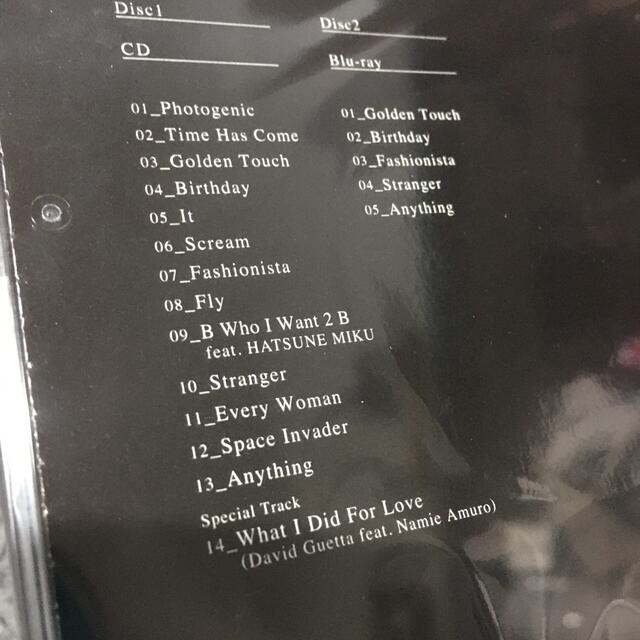 Disc1
CD
01_Photogenic
02_Time Has Come
03_Golden Touch
04_Birthday
05_It
06_Scream
07_Fashionista
08_Fly
09_B Who I Want 2 B
feat. HATSUNE MIKU
10_Stranger
11_Every Woman
12_Space Invader
13_Anything
Special Track
14_What I Did For Love
(David Guetta feat. Namie Amuro)
Disc2
Blu-ray
01_Golden Touch
02_Birthday
03_Fashionista
04_Stranger
05_Anything